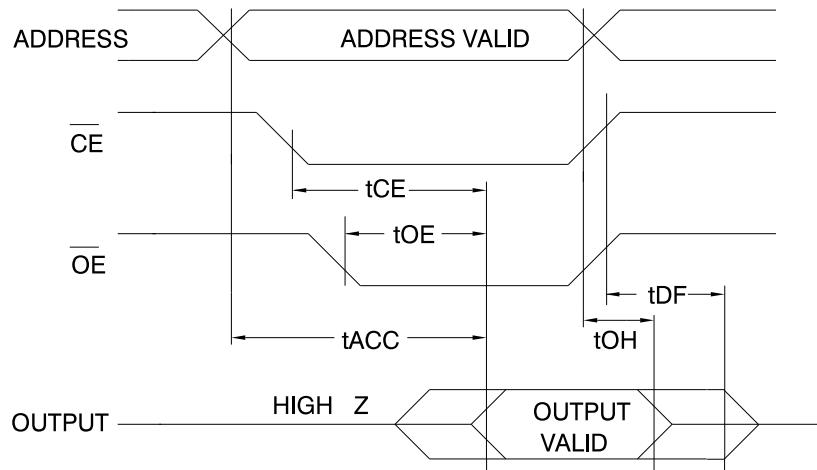 ADDRESS
ADDRESS VALID
CE
tCE
tOE
OE
tDF
tACC
tOH
HIGH Z
OUTPUT
OUTPUT
VALID